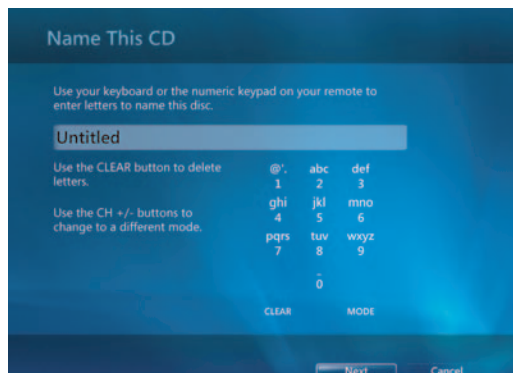 Name This CD
Use your keyboard or the numeric keypad on your remote to
enter letters to name this disc.
Untitled
Use the CLEAR button to delete
letters.
Use the CH +/- buttons to
change to a different mode.
@'. abc def
1 2 3
ghi jkl mno
4 5 6
pqrs tuv wxyz
7 8 9
_
0
CLEAR MODE
Next Cancel